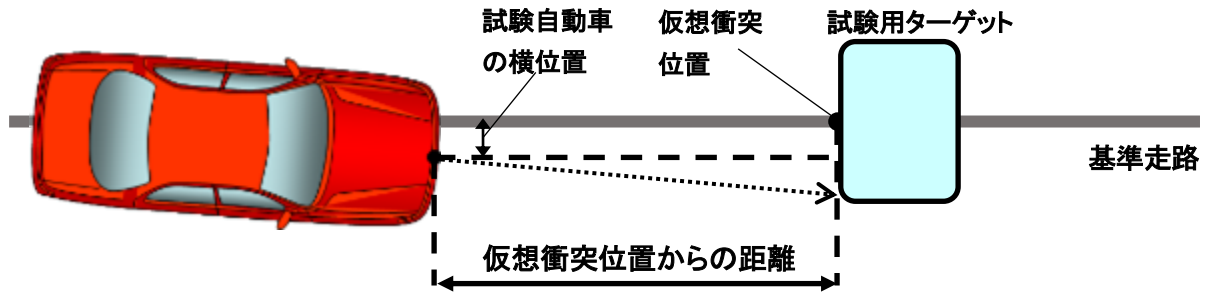 試験自動車
の横位置
仮想衝突
位置
試験用ターゲット
基準走路
仮想衝突位置からの距離